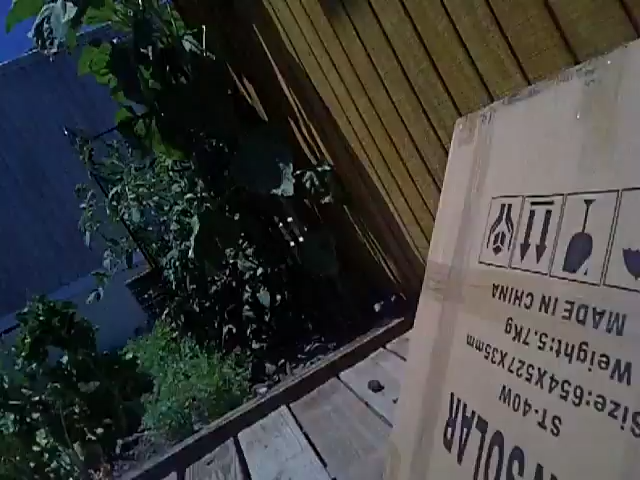 SOLAR
ST-40W
Size:654X527X35mm
Weight:5.7Kg
MADE IN CHINA